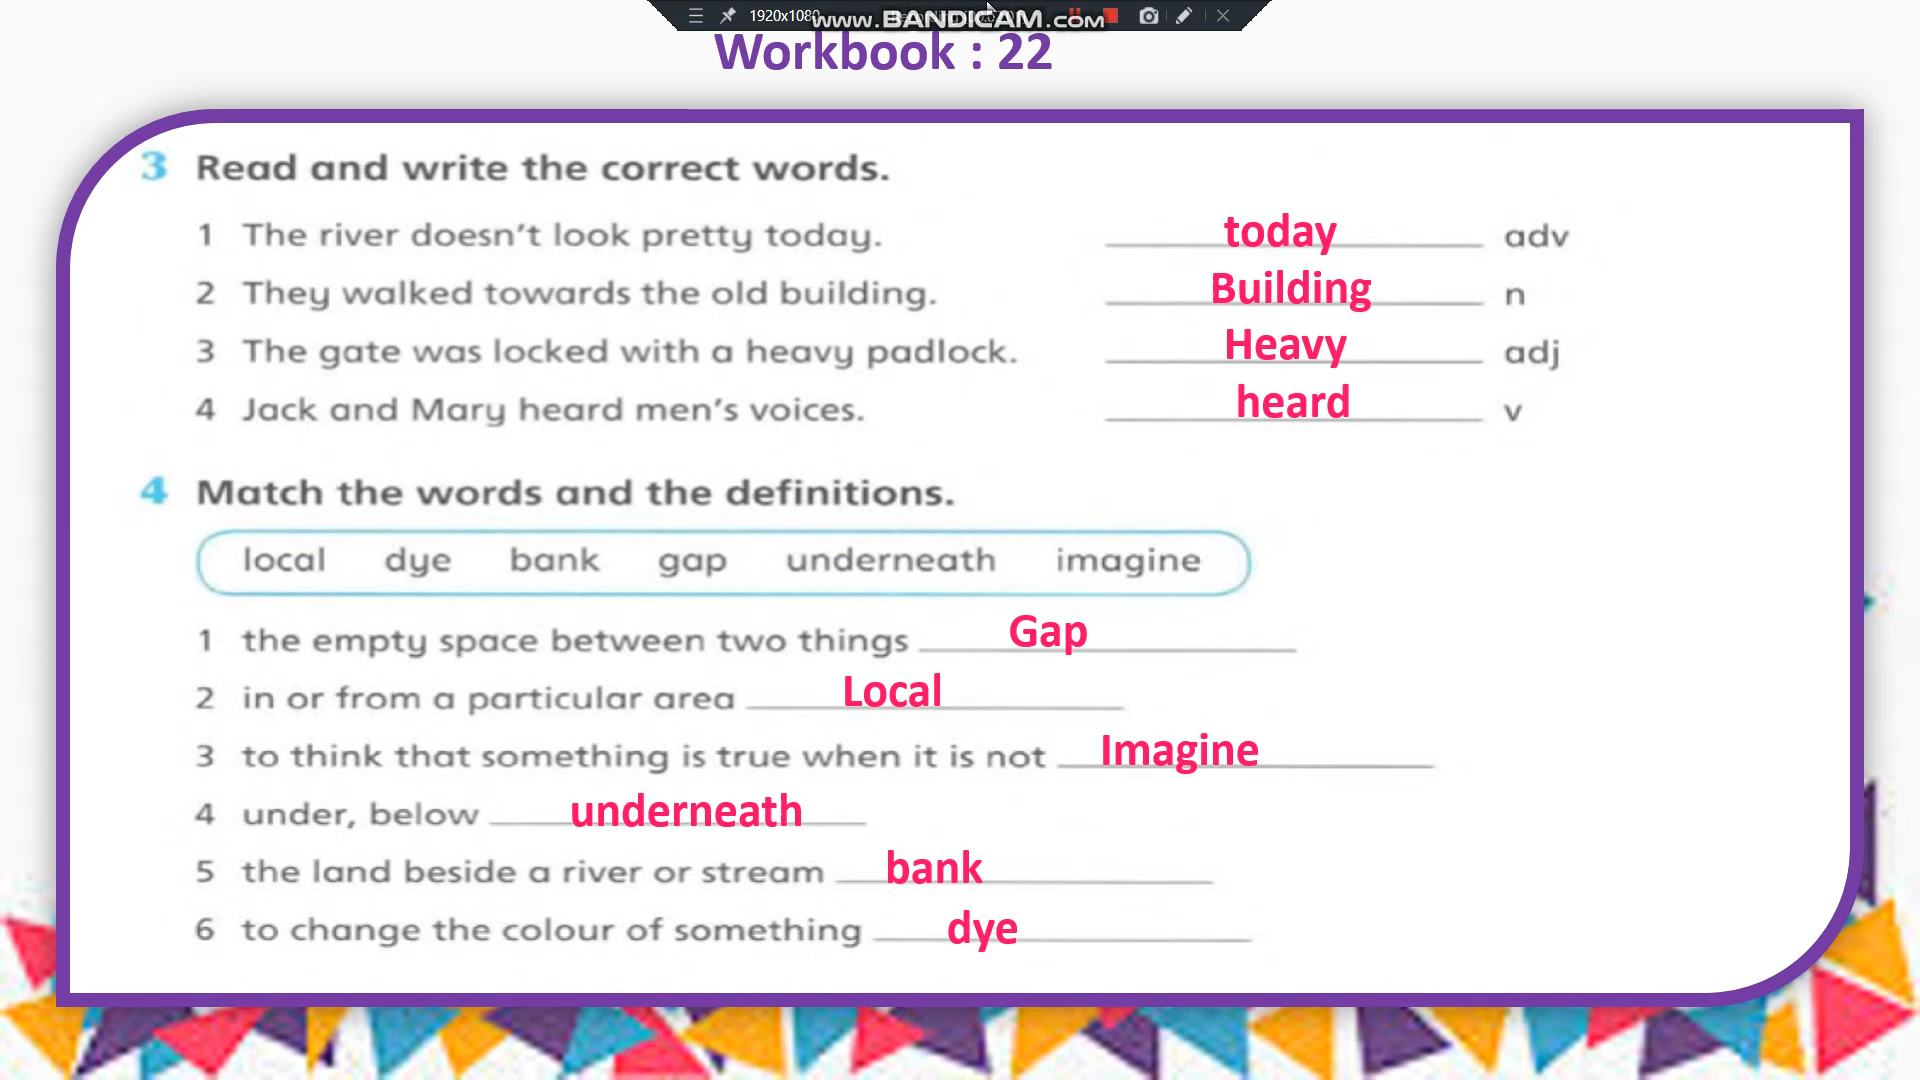 1920x1080
www.BANDICAM.com
Workbook : 22
3 Read and write the correct words.
1 The river doesn't look pretty today. today adv
2 They walked towards the old building. Building n
3 The gate was locked with a heavy padlock. Heavy adj
4 Jack and Mary heard men's voices. heard v
4 Match the words and the definitions.
local dye bank gap underneath imagine
1 the empty space between two things Gap
2 in or from a particular area Local
3 to think that something is true when it is not Imagine
4 under, below underneath
5 the land beside a river or stream bank
6 to change the colour of something dye